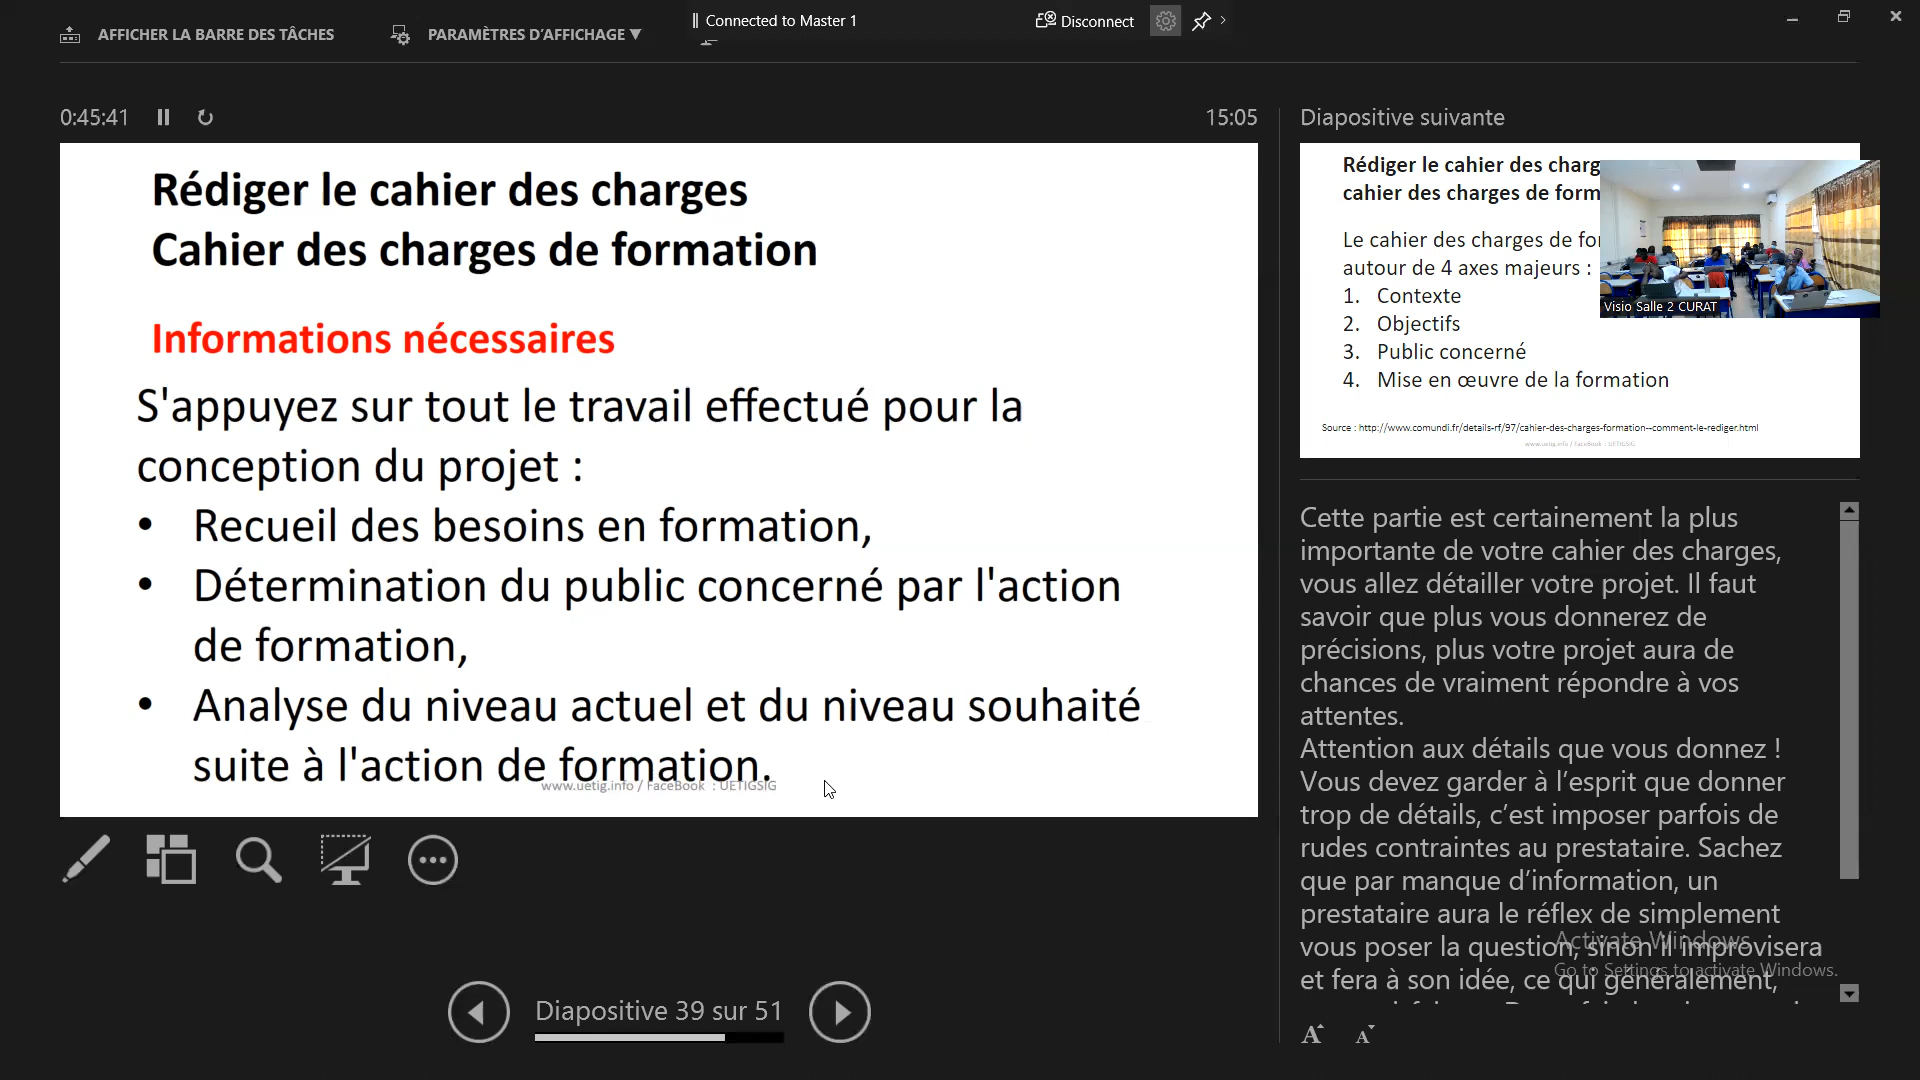 AFFICHER LA BARRE DES TÂCHES
PARAMÈTRES D'AFFICHAGE ▼
Connected to Master 1
Disconnect
0:45:41
15:05
Rédiger le cahier des charges
Cahier des charges de formation
Informations nécessaires
S'appuyez sur tout le travail effectué pour la
conception du projet :
• Recueil des besoins en formation,
• Détermination du public concerné par l'action
de formation,
• Analyse du niveau actuel et du niveau souhaité
suite à l'action de formation.
www.uetig.info / FaceBook : UETIGSIG
Diapositive 39 sur 51
Diapositive suivante
Rédiger le cahier des charg
cahier des charges de form
Le cahier des charges de fo
autour de 4 axes majeurs :
1. Contexte
2. Objectifs
3. Public concerné
4. Mise en œuvre de la formation
Source : http://www.comundi.fr/details-rf/97/cahier-des-charges-formation--comment-le-rediger.html
www.uetig.info / FaceBook : UETIGSIG
Visio Salle 2 CURAT
Cette partie est certainement la plus
importante de votre cahier des charges,
vous allez détailler votre projet. Il faut
savoir que plus vous donnerez de
précisions, plus votre projet aura de
chances de vraiment répondre à vos
attentes.
Attention aux détails que vous donnez !
Vous devez garder à l'esprit que donner
trop de détails, c'est imposer parfois de
rudes contraintes au prestataire. Sachez
que par manque d'information, un
prestataire aura le réflex de simplement
vous poser la question, sinon il improvisera
et fera à son idée, ce qui généralement,
Activate Windows
Go to Settings to activate Windows.
A A